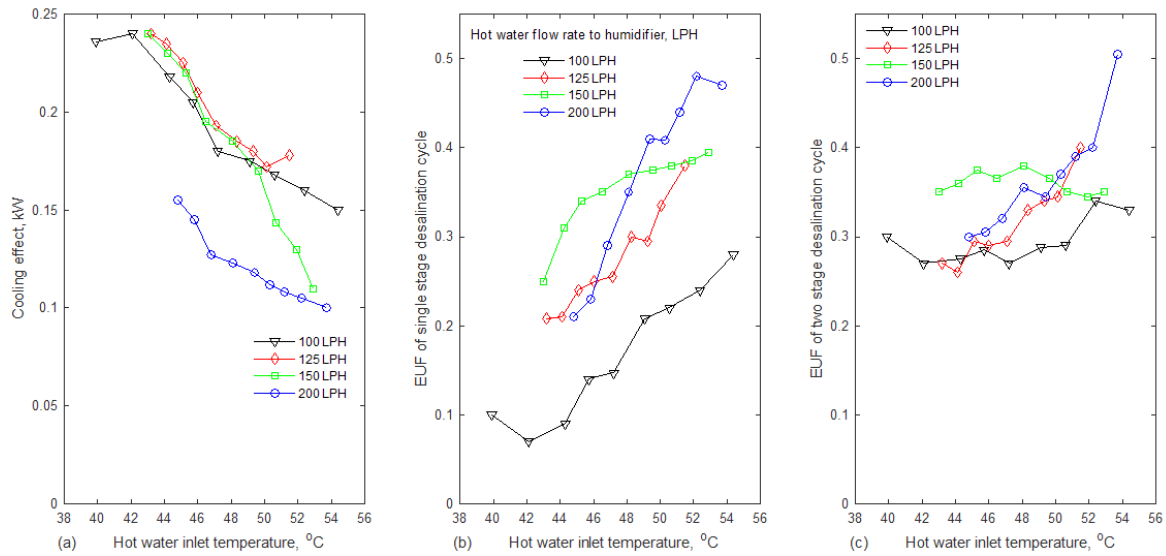 0.25
0.2
0.15
0.1
0.05
0
Cooling effect, kW
100 LPH
125 LPH
150 LPH
200 LPH
38 40 42 44 46 48 50 52 54 56
(a) Hot water inlet temperature, °C
Hot water flow rate to humidifier, LPH
100 LPH
125 LPH
150 LPH
200 LPH
0.5
0.4
0.3
0.2
0.1
0
EUF of single stage desalination cycle
38 40 42 44 46 48 50 52 54 56
(b) Hot water inlet temperature, °C
100 LPH
125 LPH
150 LPH
200 LPH
0.5
0.4
0.3
0.2
0.1
0
EUF of two stage desalination cycle
38 40 42 44 46 48 50 52 54 56
(c) Hot water inlet temperature, °C